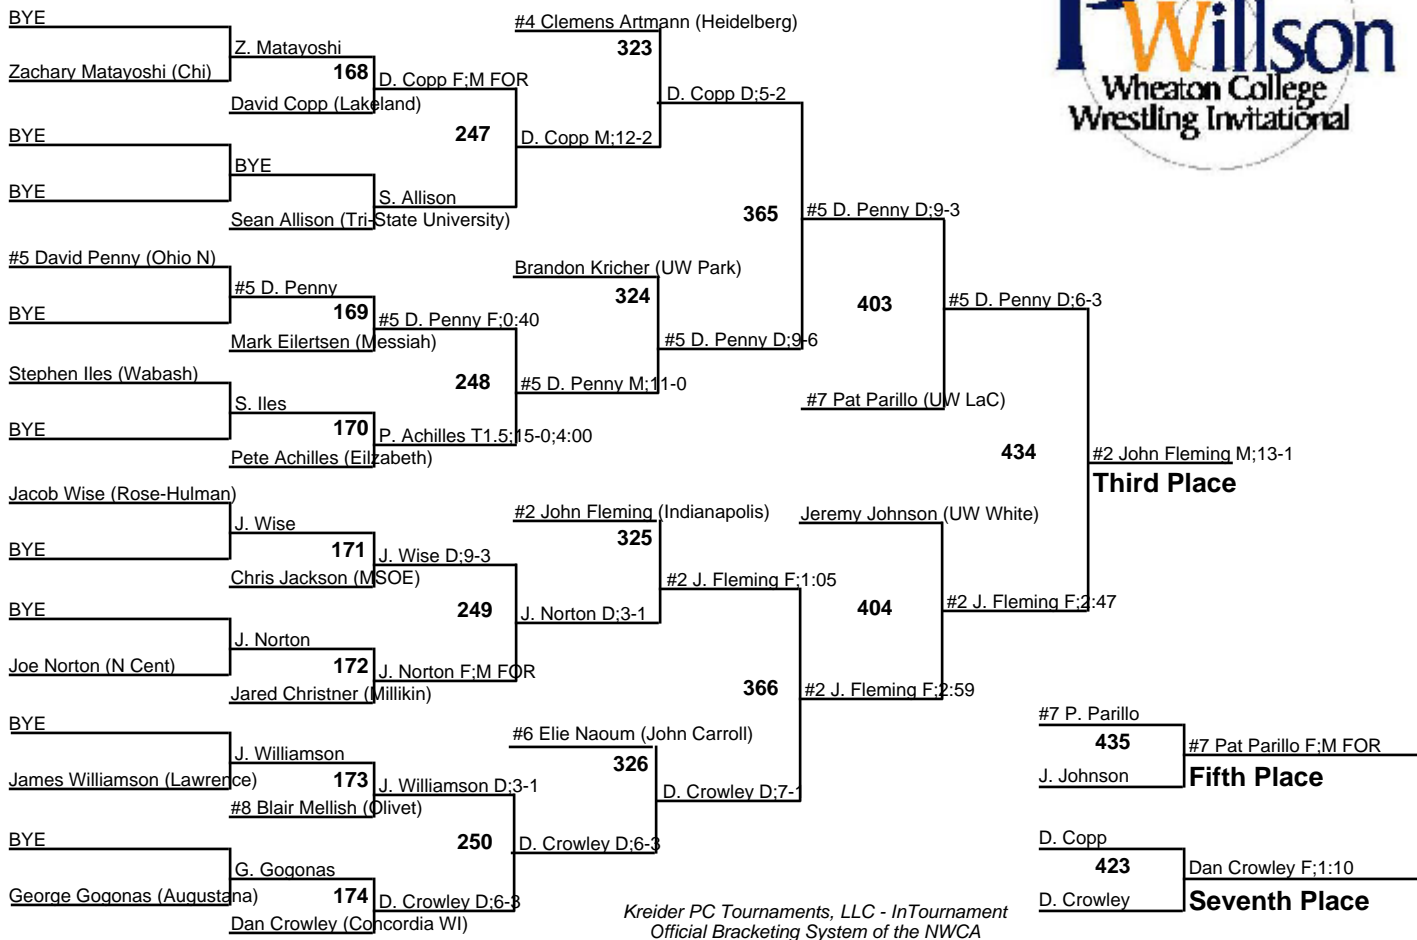 BYE
Zachary Matayoshi (Chi)
Z. Matayoshi
168
David Copp (Lakeland)
D. Copp F;M FOR
BYE
BYE
BYE
Sean Allison (Tri-State University)
S. Allison
247
D. Copp M;12-2
#4 Clemens Artmann (Heidelberg)
323
D. Copp D;5-2
#5 David Penny (Ohio N)
BYE
#5 D. Penny
169
Mark Eilertsen (Messiah)
#5 D. Penny F;0:40
Stephen Iles (Wabash)
BYE
S. Iles
170
Pete Achilles (Eilzabeth)
P. Achilles T1.5;15-0;4:00
248
#5 D. Penny M;11-0
Brandon Kricher (UW Park)
324
#5 D. Penny D;9-6
365
#5 D. Penny D;9-3
403
#7 Pat Parillo (UW LaC)
#5 D. Penny D;6-3
Jacob Wise (Rose-Hulman)
BYE
J. Wise
171
Chris Jackson (MSOE)
J. Wise D;9-3
BYE
Joe Norton (N Cent)
J. Norton
172
Jared Christner (Millikin)
J. Norton F;M FOR
249
J. Norton D;3-1
#2 John Fleming (Indianapolis)
325
#2 J. Fleming F;1:05
BYE
James Williamson (Lawrence)
J. Williamson
173
#8 Blair Mellish (Olivet)
J. Williamson D;3-1
BYE
George Gogonas (Augustana)
G. Gogonas
174
Dan Crowley (Concordia WI)
D. Crowley D;6-3
250
D. Crowley D;6-3
#6 Elie Naoum (John Carroll)
326
D. Crowley D;7-1
366
#2 J. Fleming F;2:59
Jeremy Johnson (UW White)
404
#2 J. Fleming F;2:47
434
#2 John Fleming M;13-1
Third Place
#7 P. Parillo
435
J. Johnson
#7 Pat Parillo F;M FOR
Fifth Place
D. Copp
423
D. Crowley
Dan Crowley F;1:10
Seventh Place
Willson
Wheaton College
Wrestling Invitational
Kreider PC Tournaments, LLC - InTournament
Official Bracketing System of the NWCA